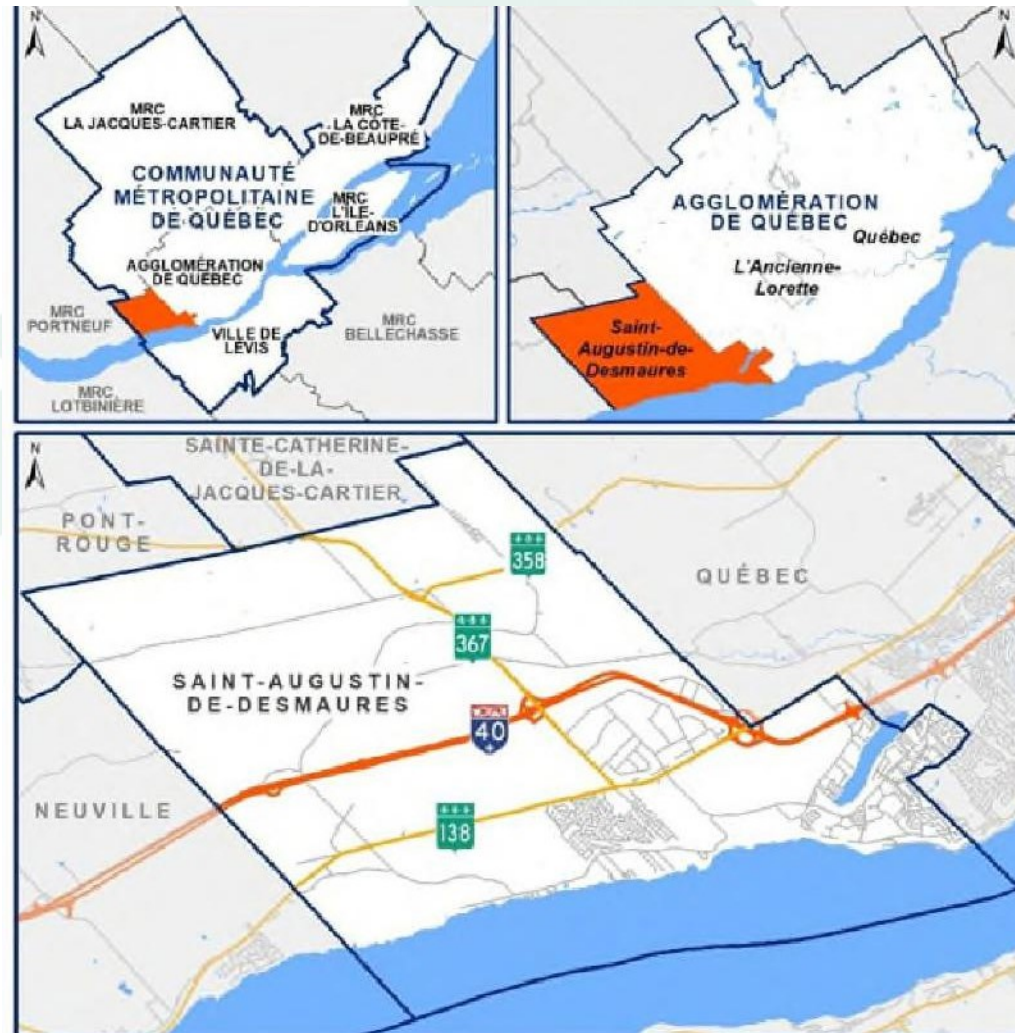 N
MRC
LA JACQUES-CARTIER
MRC
LA CÔTE-
DE-BEAUPRÉ
COMMUNAUTÉ
MÉTROPOLITAINE
DE QUÉBEC
MRC
L'ÎLE-
D'ORLÉANS
AGGLOMÉRATION
DE QUÉBEC
MRC
PORTNEUF
VILLE DE
LÉVIS
MRC
BELLECHASSE
MRC
LOTBINIÈRE
N
AGGLOMÉRATION
DE QUÉBEC
Québec
L'Ancienne-
Lorette
Saint-
Augustin-de-
Desmaures
N
SAINTE-CATHERINE-
DE-LA-
JACQUES-CARTIER
PONT-
ROUGE
358
QUÉBEC
367
SAINT-AUGUSTIN-
DE-DESMAURES
40
NEUVILLE
138